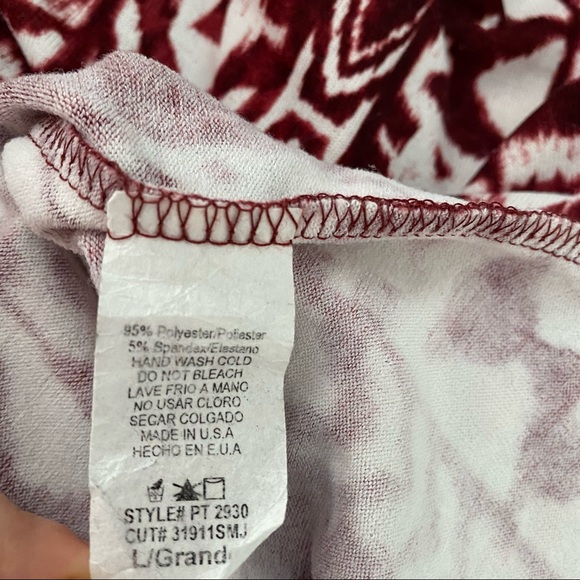 95% Polyester/Poliester
5% Spandex/Elastano
HAND WASH COLD
DO NOT BLEACH
LAVE FRIO A MANO
NO USAR CLORO
SEGAR COLGADO
MADE IN U.S.A
HECHO EN E.U.A
STYLE# PT 2930
CUT# 31911SMJ
L/Grand